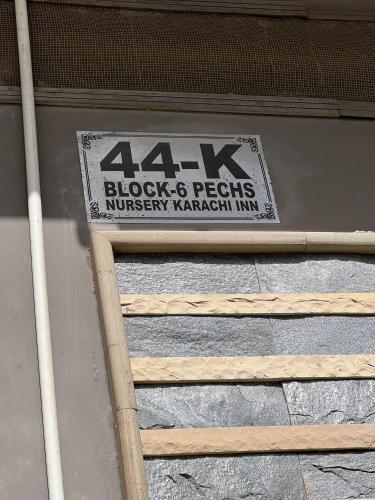 44-K
BLOCK-6 PECHS
NURSERY KARACHI INN